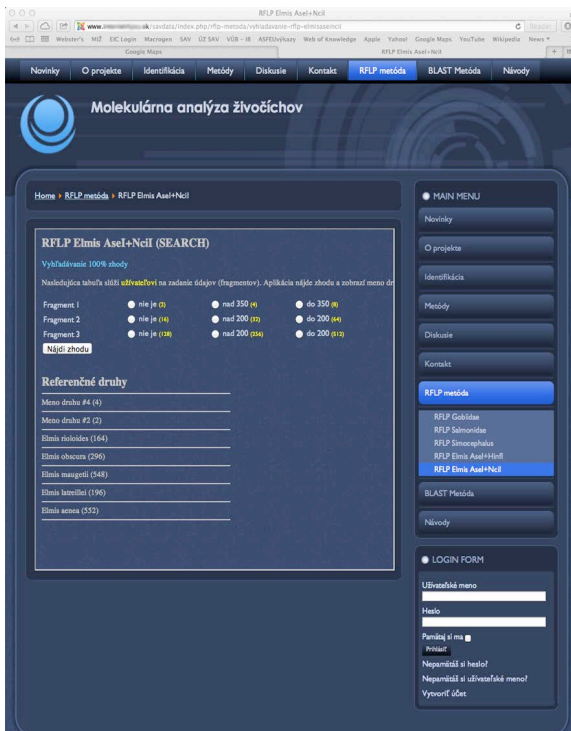 RFLP Elmis AseI+NciI
/savdata/index.php/rflp-metoda/vyhladavanie-rflp-elmisaseincii
Reader
Webster's MIŽ EIC Login Macrogen SAV ÚZ SAV VÚB - IB ASFEUvýkazy Web of Knowledge Apple Yahoo! Google Maps YouTube Wikipedia News
Google Maps
RFLP Elmis AseI+NciI
Novinky O projekte Identifikácia Metódy Diskusie Kontakt RFLP metóda BLAST Metóda Návody
Molekulárna analýza živočíchov
Home RFLP metóda RFLP Elmis AseI+NciI
RFLP Elmis AseI+NciI (SEARCH)
Vyhľadávanie 100% zhody
Nasledujúca tabuľa slúži užívateľovi na zadanie údajov (fragmentov). Aplikácia nájde zhodu a zobrazí meno dr
Fragment 1 nie je (2) nad 350 (4) do 350 (8)
Fragment 2 nie je (16) nad 200 (32) do 200 (64)
Fragment 3 nie je (128) nad 200 (256) do 200 (512)
Nájdi zhodu
Referenčné druhy
Meno druhu #4 (4)
Meno druhu #2 (2)
Elmis rioloides (164)
Elmis obscura (296)
Elmis maugetii (548)
Elmis latreillei (196)
Elmis aenea (552)
MAIN MENU
Novinky
O projekte
Identifikácia
Metódy
Diskusie
Kontakt
RFLP metóda
RFLP Gobiidae
RFLP Salmonidae
RFLP Simocephalus
RFLP Elmis AseI+HinfI
RFLP Elmis AseI+NciI
BLAST Metóda
Návody
LOGIN FORM
Užívateľské meno
Heslo
Pamätaj si ma
Prihlásiť
Nepamätáš si heslo?
Nepamätáš si užívateľské meno?
Vytvoriť účet